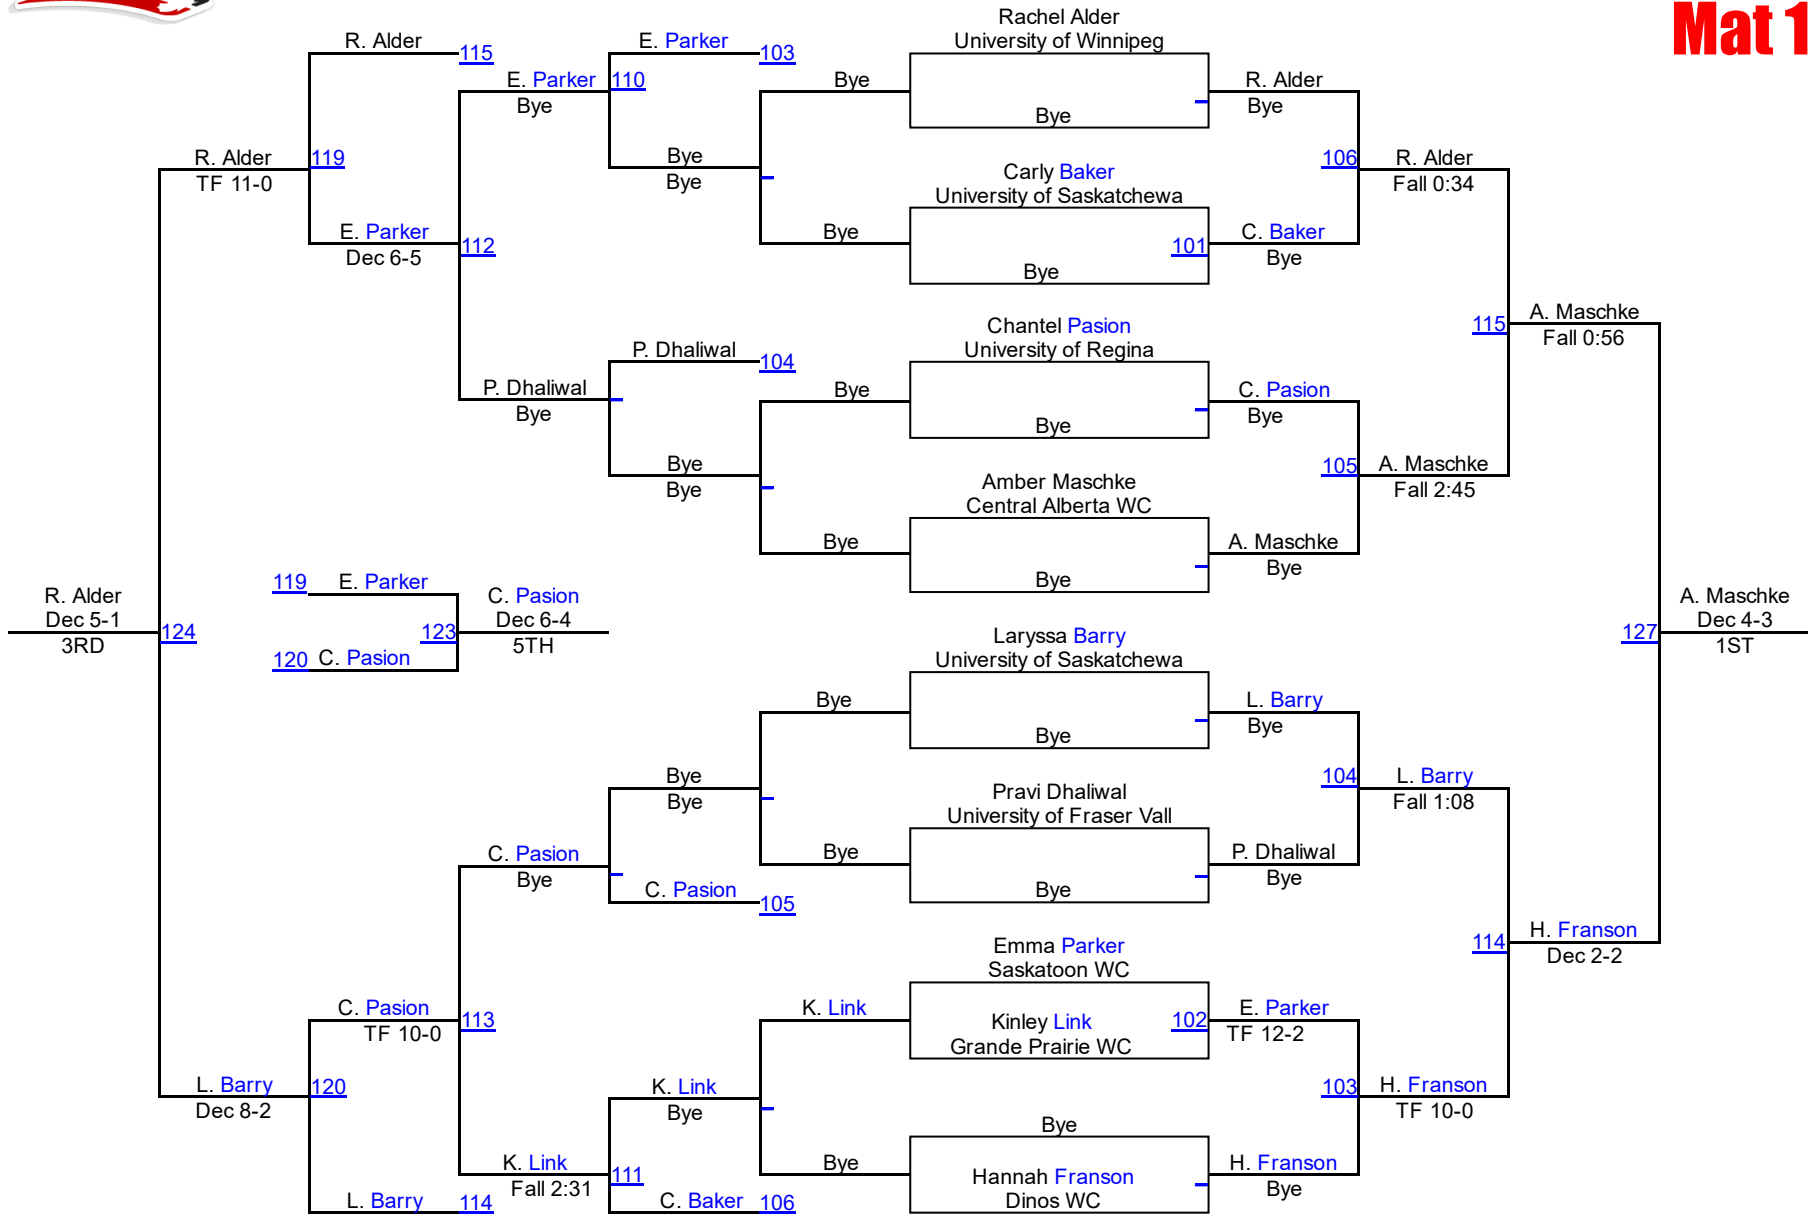 Mat 1
Rachel Alder
University of Winnipeg
Bye
R. Alder
Bye
R. Alder
115
E. Parker
103
E. Parker
Bye
110
Bye
Bye
Bye
Carly Baker
University of Saskatchewa
101
Bye
C. Baker
Bye
106
R. Alder
Fall 0:34
R. Alder
TF 11-0
119
E. Parker
Dec 6-5
112
Bye
Chantel Pasion
University of Regina
Bye
C. Pasion
Bye
115
A. Maschke
Fall 0:56
P. Dhaliwal
104
P. Dhaliwal
Bye
Bye
Bye
Bye
Amber Maschke
Central Alberta WC
Bye
A. Maschke
Bye
105
A. Maschke
Fall 2:45
Bye
119
E. Parker
120
C. Pasion
123
C. Pasion
Dec 6-4
5TH
R. Alder
Dec 5-1
3RD
124
127
A. Maschke
Dec 4-3
1ST
Laryssa Barry
University of Saskatchewa
Bye
L. Barry
Bye
Bye
Bye
Bye
Pravi Dhaliwal
University of Fraser Vall
Bye
P. Dhaliwal
Bye
104
L. Barry
Fall 1:08
C. Pasion
Bye
Bye
C. Pasion
105
Emma Parker
Saskatoon WC
Kinley Link
Grande Prairie WC
102
E. Parker
TF 12-2
114
H. Franson
Dec 2-2
C. Pasion
TF 10-0
113
K. Link
L. Barry
Dec 8-2
120
K. Link
Bye
103
H. Franson
TF 10-0
Bye
Hannah Franson
Dinos WC
H. Franson
Bye
Bye
K. Link
Fall 2:31
111
L. Barry
114
C. Baker
106